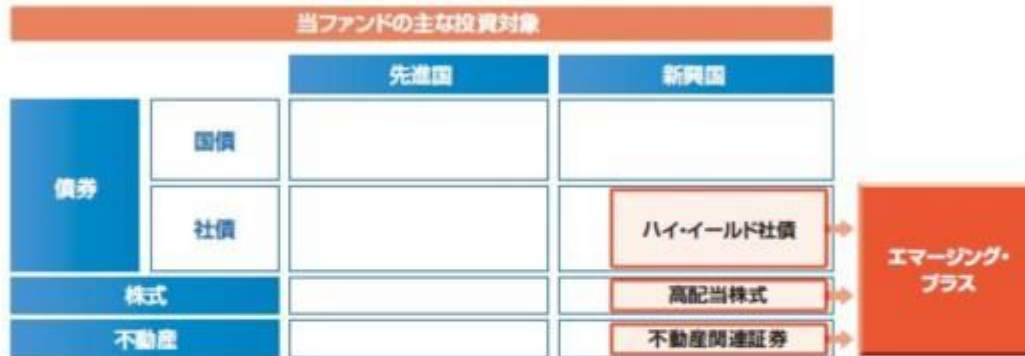 当ファンドの主な投資対象
先進国
新興国
債券
国債
社債
ハイ・イールド社債
エマージング・
プラス
株式
高配当株式
不動産
不動産関連証券